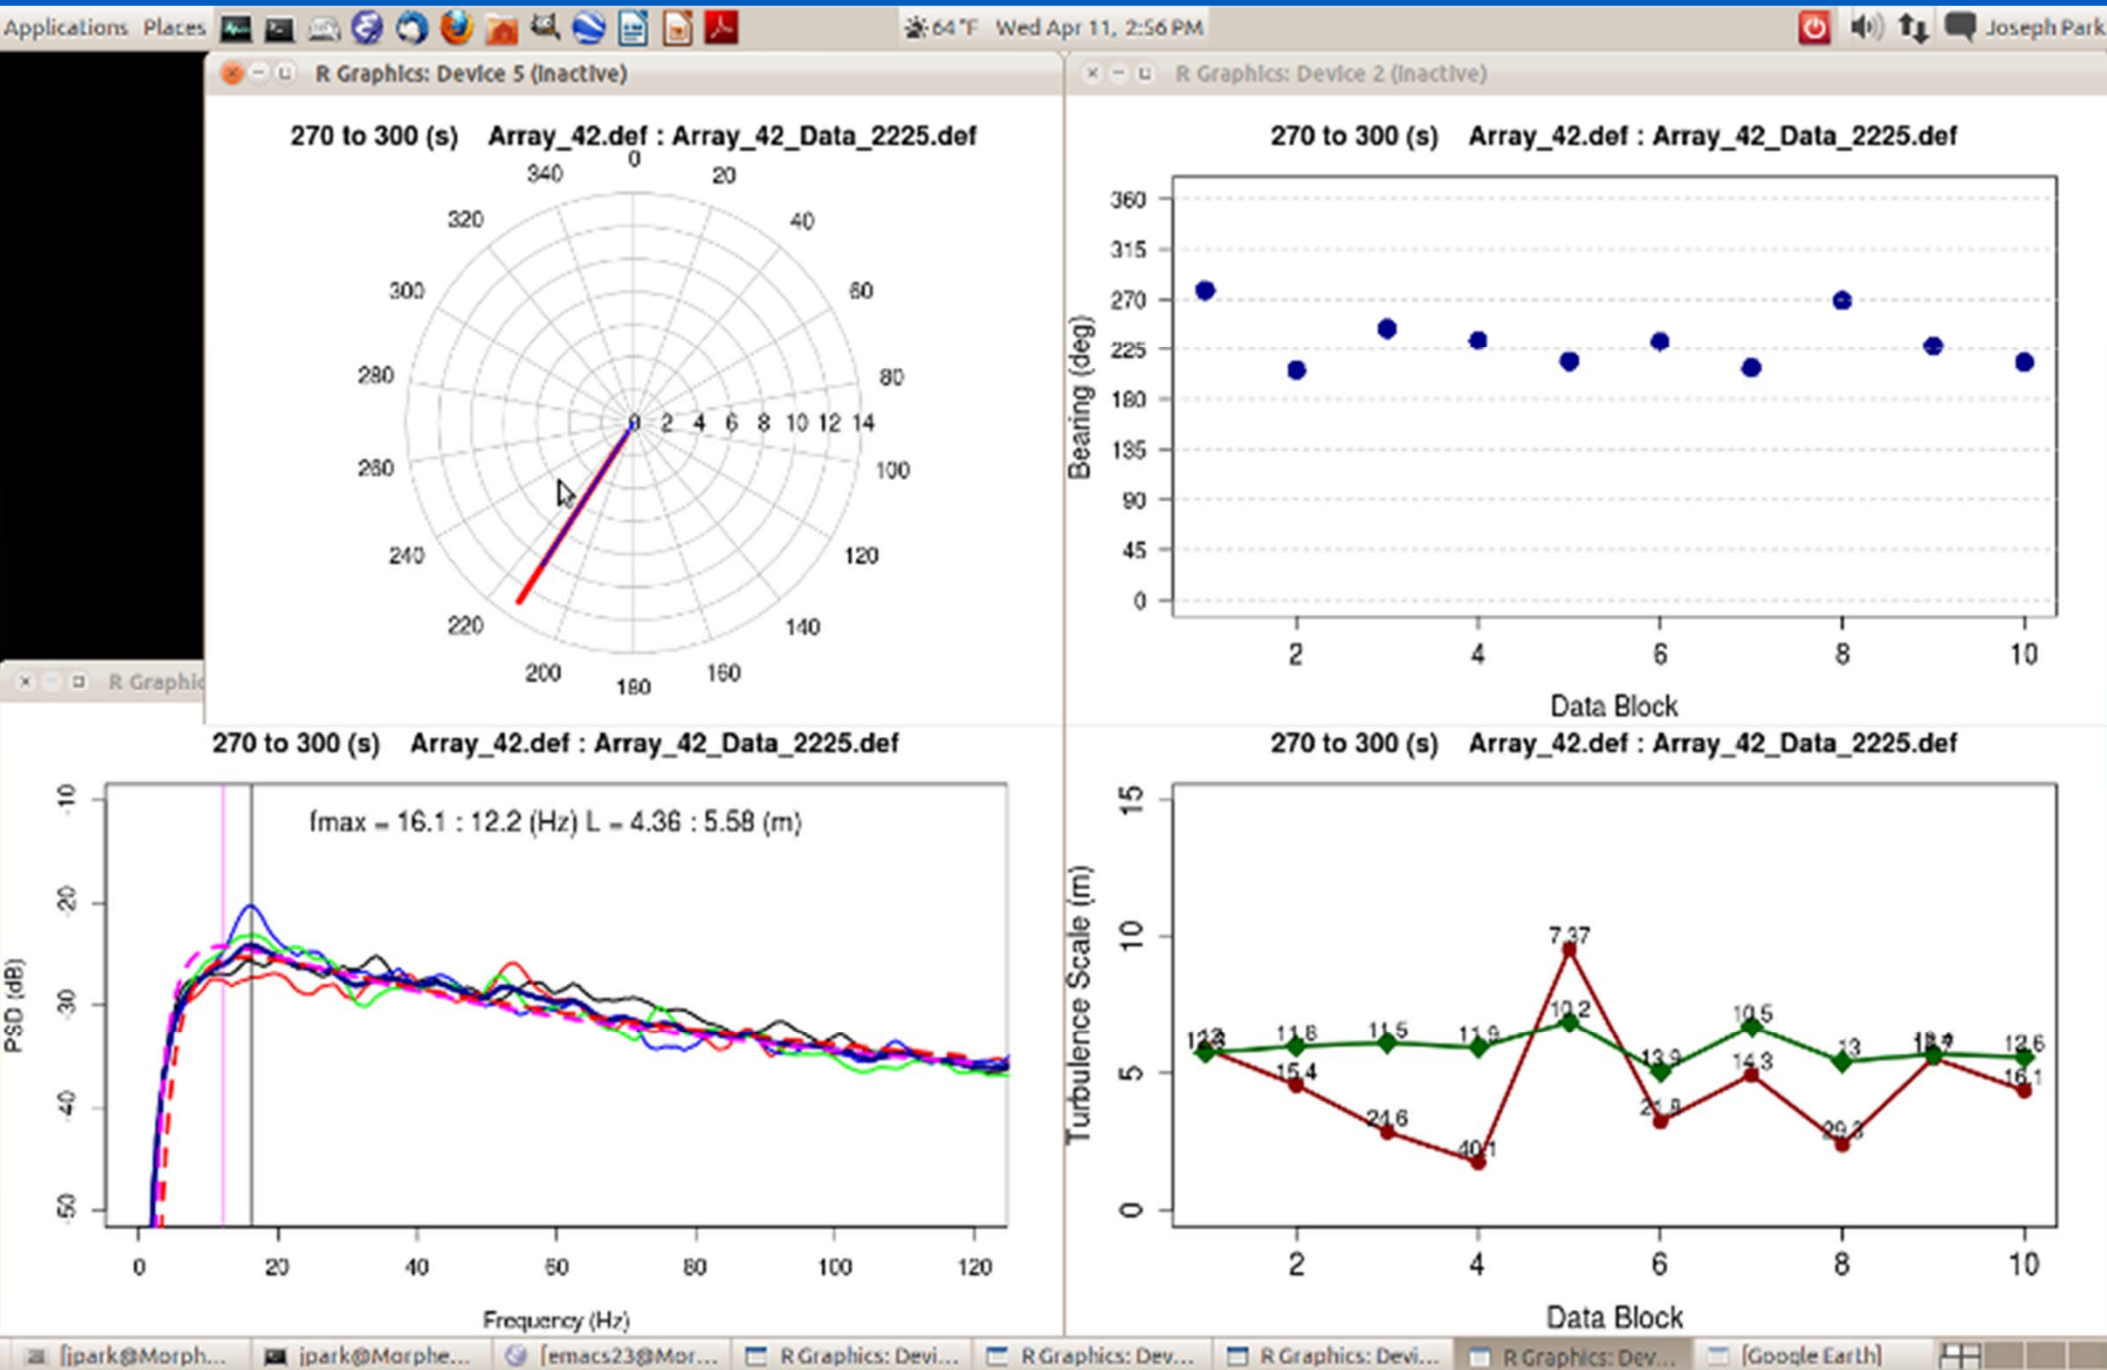 Applications Places 64 °F Wed Apr 11, 2:56 PM Joseph Park
R Graphics: Device 5 (Inactive)
270 to 300 (s) Array_42.def : Array_42_Data_2225.def
0
340 20
320 40
300 60
280 80
0 2 4 6 8 10 12 14
260 100
240 120
220 140
200 160
180
R Graphics: Device 2 (Inactive)
270 to 300 (s) Array_42.def : Array_42_Data_2225.def
Bearing (deg)
360
315
270
225
180
135
90
45
0
2 4 6 8 10
Data Block
R Graphic
270 to 300 (s) Array_42.def : Array_42_Data_2225.def
fmax = 16.1 : 12.2 (Hz) L = 4.36 : 5.58 (m)
PSD (dB)
-10
-20
-30
-40
-50
0 20 40 60 80 100 120
Frequency (Hz)
270 to 300 (s) Array_42.def : Array_42_Data_2225.def
Turbulence Scale (m)
15
10
5
0
7.37
10.2
11.8 11.5 11.9 13.9 10.5 13 12.6
15.4 24.6 40.1 21.8 14.3 29.3 16.1
2 4 6 8 10
Data Block
[jpark@Morph... jpark@Morphe... [emacs23@Mor... R Graphics: Devi... R Graphics: Dev... R Graphics: Devi... R Graphics: Dev... [Google Earth]